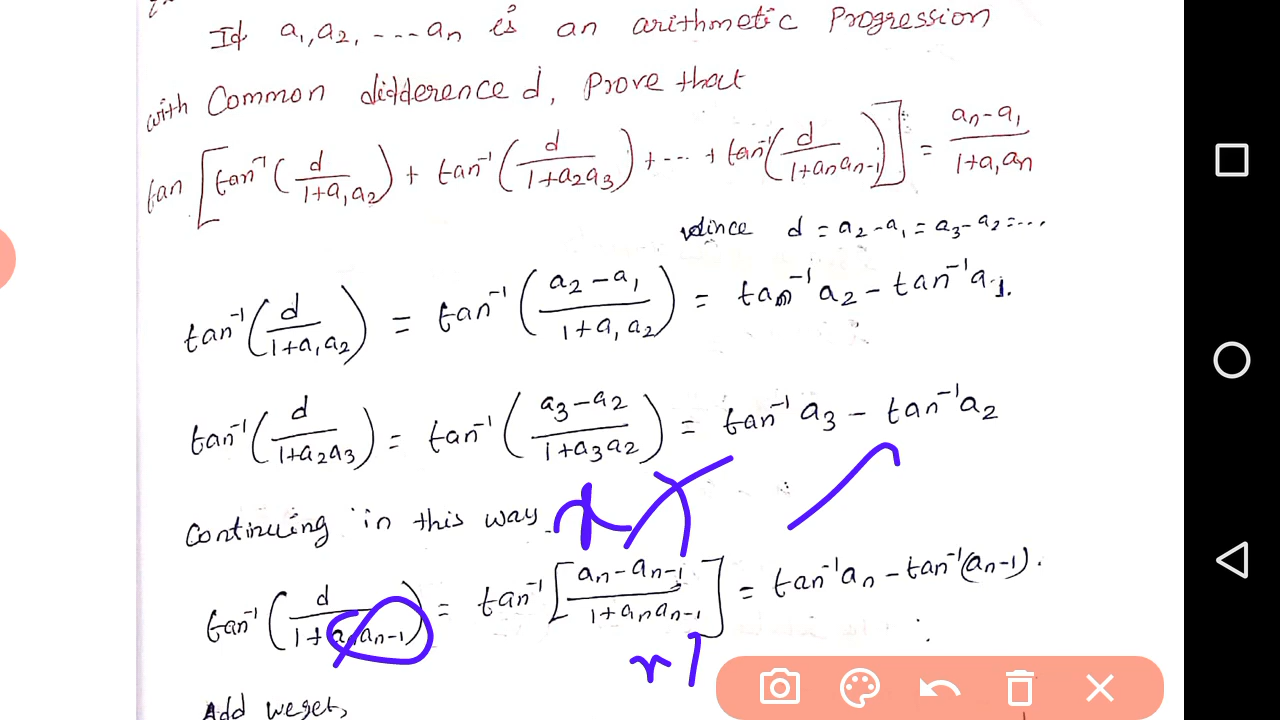 If a₁, a₂, ---- aₙ is an arithmetic Progression
with Common difference d, Prove that
tan [tan⁻¹(d/(1+a₁a₂)) + tan⁻¹(d/(1+a₂a₃)) + --- + tan⁻¹(d/(1+aₙaₙ₋₁))] = (aₙ-a₁)/(1+a₁aₙ)
since d = a₂-a₁ = a₃-a₂ = ...
tan⁻¹(d/(1+a₁a₂)) = tan⁻¹((a₂-a₁)/(1+a₁a₂)) = tan⁻¹a₂ - tan⁻¹a₁.
tan⁻¹(d/(1+a₂a₃)) = tan⁻¹((a₃-a₂)/(1+a₃a₂)) = tan⁻¹a₃ - tan⁻¹a₂
Continuing in this way
tan⁻¹(d/(1+aₙaₙ₋₁)) = tan⁻¹[(aₙ-aₙ₋₁)/(1+aₙaₙ₋₁)] = tan⁻¹aₙ - tan⁻¹(aₙ₋₁).
Add weget,